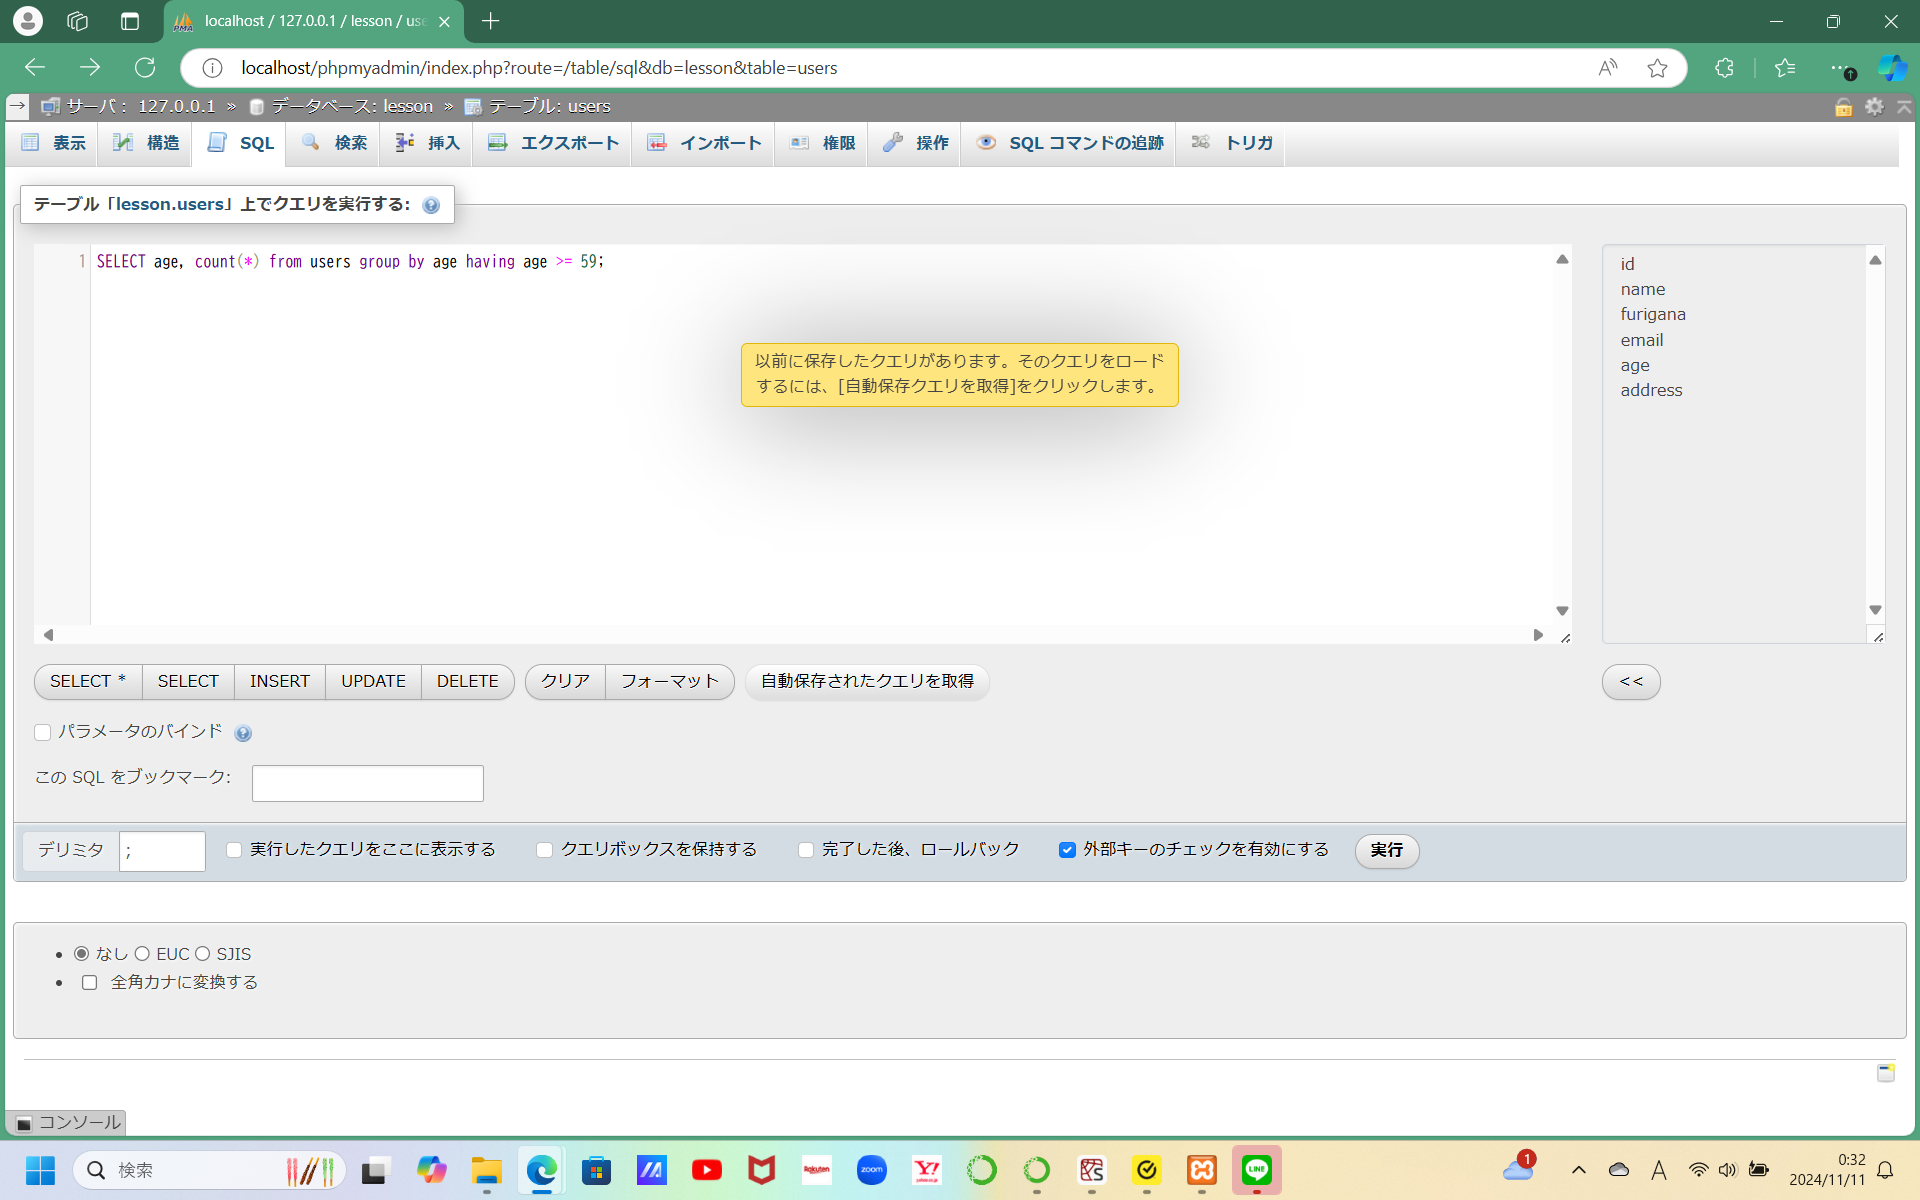 localhost / 127.0.0.1 / lesson / use
localhost/phpmyadmin/index.php?route=/table/sql&db=lesson&table=users
サーバ： 127.0.0.1 » データベース: lesson » テーブル: users
表示 構造 SQL 検索 挿入 エクスポート インポート 権限 操作 SQL コマンドの追跡 トリガ
テーブル「lesson.users」上でクエリを実行する:
1 SELECT age, count(*) from users group by age having age >= 59;
id
name
furigana
email
age
address
以前に保存したクエリがあります。そのクエリをロード
するには、[自動保存クエリを取得]をクリックします。
SELECT * SELECT INSERT UPDATE DELETE クリア フォーマット 自動保存されたクエリを取得 <<
パラメータのバインド
この SQL をブックマーク:
デリミタ ; 実行したクエリをここに表示する クエリボックスを保持する 完了した後、ロールバック 外部キーのチェックを有効にする 実行
なし EUC SJIS
全角カナに変換する
コンソール
検索
Rakuten
zoom
Y!
LINE
1
A
0:32
2024/11/11